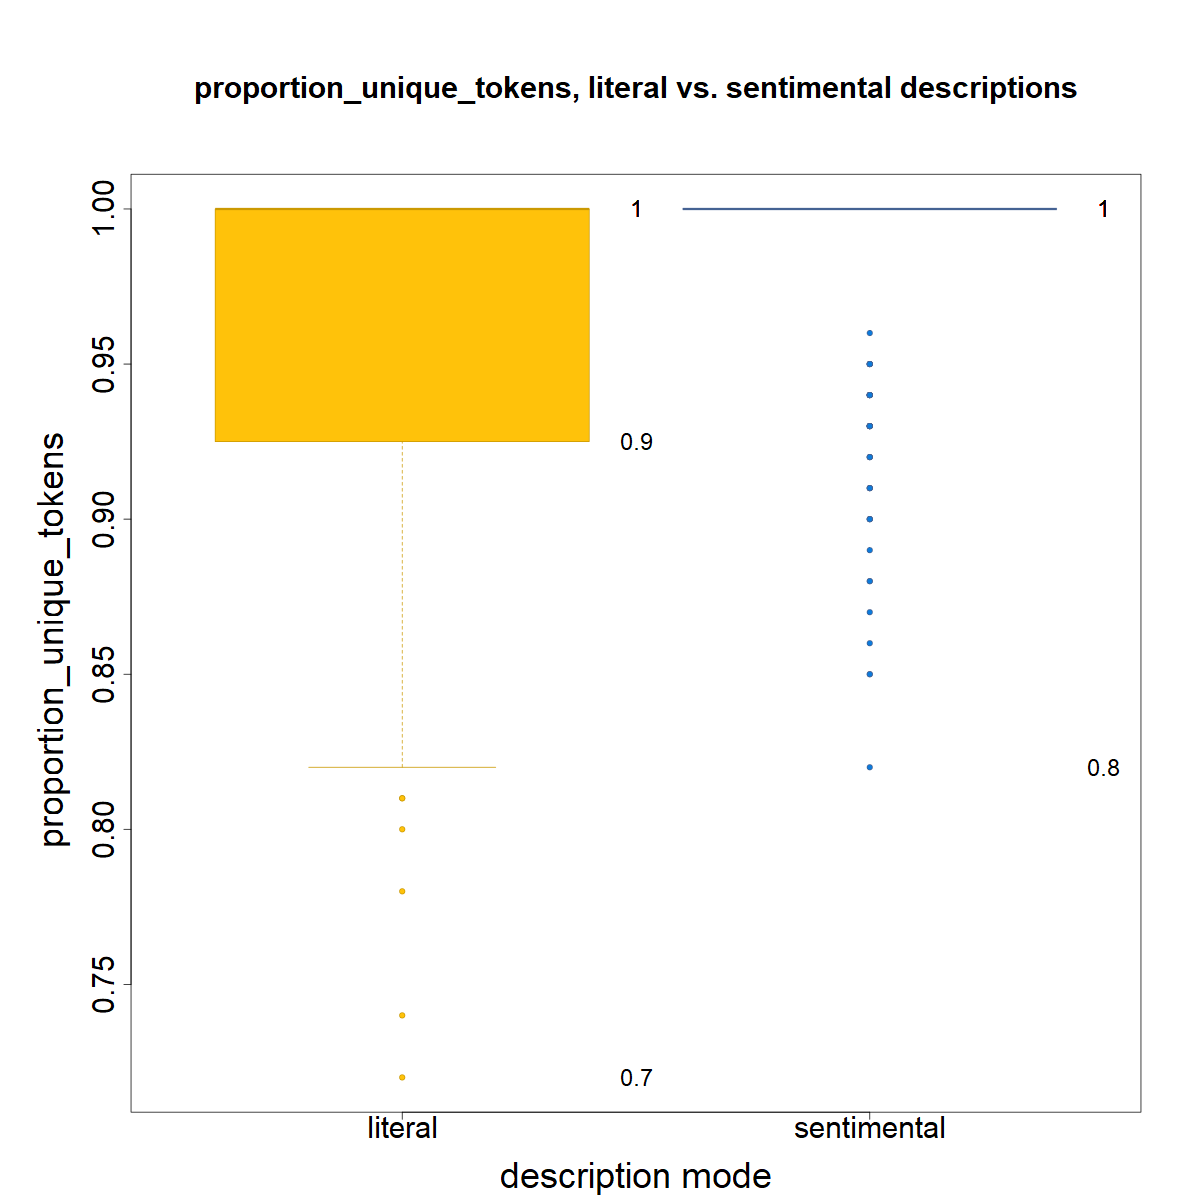 proportion_unique_tokens, literal vs. sentimental descriptions
proportion_unique_tokens
1.00
0.95
0.90
0.85
0.80
0.75
1
0.9
0.7
1
0.8
literal
sentimental
description mode